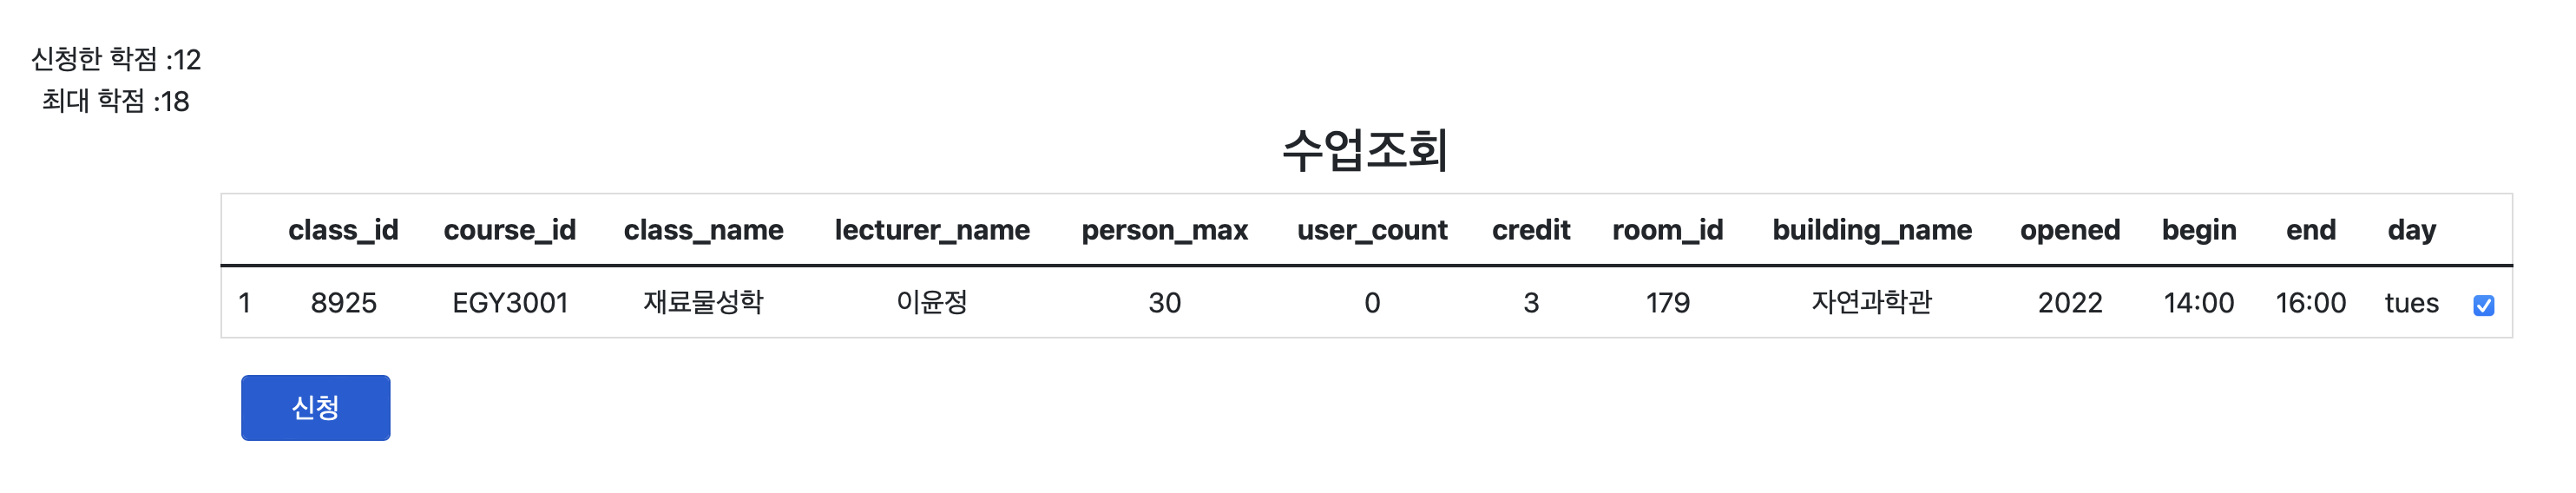 신청한 학점 :12
최대 학점 :18
수업조회
class_id course_id class_name lecturer_name person_max user_count credit room_id building_name opened begin end day
1 8925 EGY3001 재료물성학 이윤정 30 0 3 179 자연과학관 2022 14:00 16:00 tues
신청